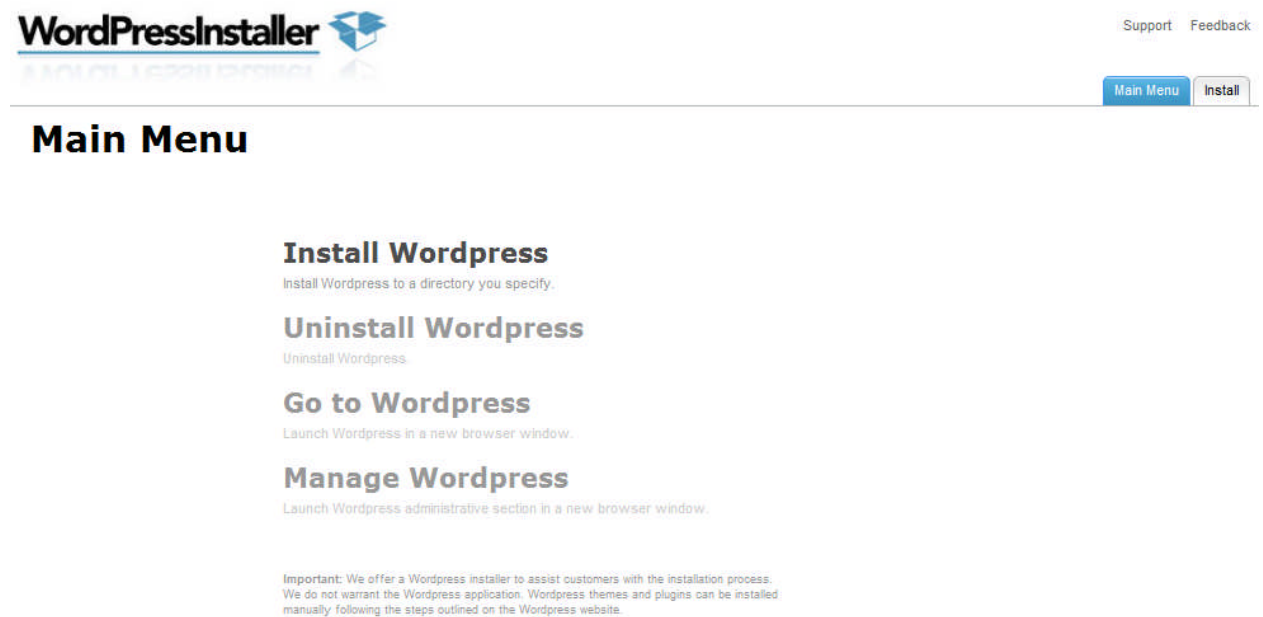 WordPressInstaller
Support Feedback
Main Menu Install
Main Menu
Install Wordpress
Install Wordpress to a directory you specify.
Uninstall Wordpress
Uninstall Wordpress.
Go to Wordpress
Launch Wordpress in a new browser window.
Manage Wordpress
Launch Wordpress administrative section in a new browser window.
Important: We offer a Wordpress installer to assist customers with the installation process.
We do not warrant the Wordpress application. Wordpress themes and plugins can be installed
manually following the steps outlined on the Wordpress website.